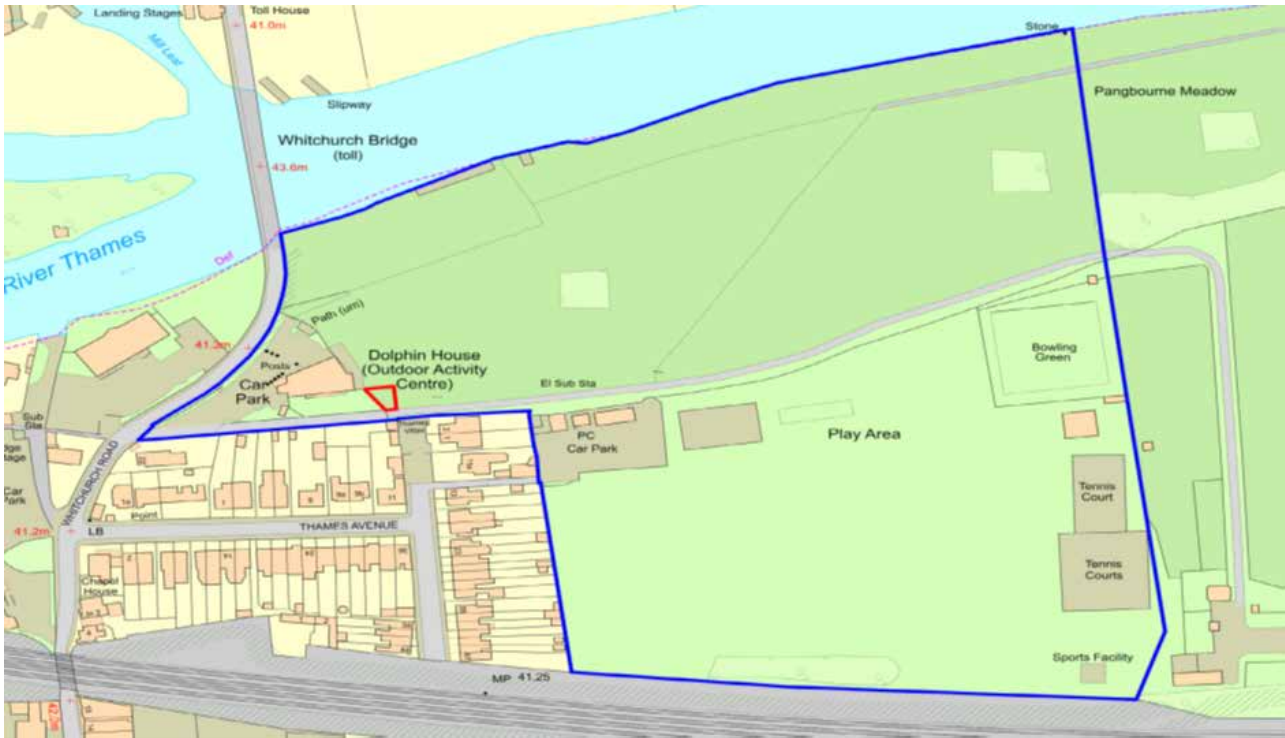 Landing Stages
Toll House
41.0m
Mill Leat
Slipway
Stone
Pangbourne Meadow
Whitchurch Bridge
(toll)
43.6m
River Thames
Def
Path (um)
Dolphin House
(Outdoor Activity
Centre)
Posts
Car
Park
El Sub Sta
Bowling
Green
PC
Car Park
Play Area
Sub
Sta
Car
Park
WHITCHURCH ROAD
41.2m
LB
Point
THAMES AVENUE
Tennis
Court
Tennis
Courts
Chapel
House
Sports Facility
MP 41.25